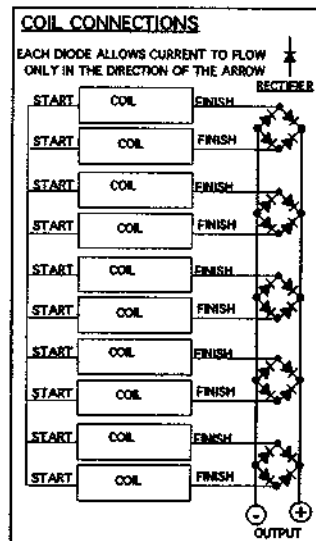 COIL CONNECTIONS
EACH DIODE ALLOWS CURRENT TO FLOW
ONLY IN THE DIRECTION OF THE ARROW
RECTIFIER
START COIL FINISH
START COIL FINISH
START COIL FINISH
START COIL FINISH
START COIL FINISH
START COIL FINISH
START COIL FINISH
START COIL FINISH
START COIL FINISH
START COIL FINISH
- +
OUTPUT